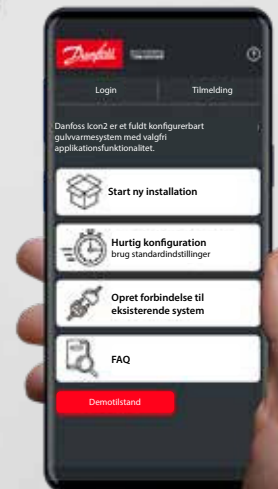 Danfoss
Login
Tilmelding
Danfoss Icon2 er et fuldt konfigurerbart
gulvvarmesystem med valgfri
applikationsfunktionalitet.
Start ny installation
Hurtig konfiguration
brug standardindstillinger
Opret forbindelse til
eksisterende system
FAQ
Demotilstand